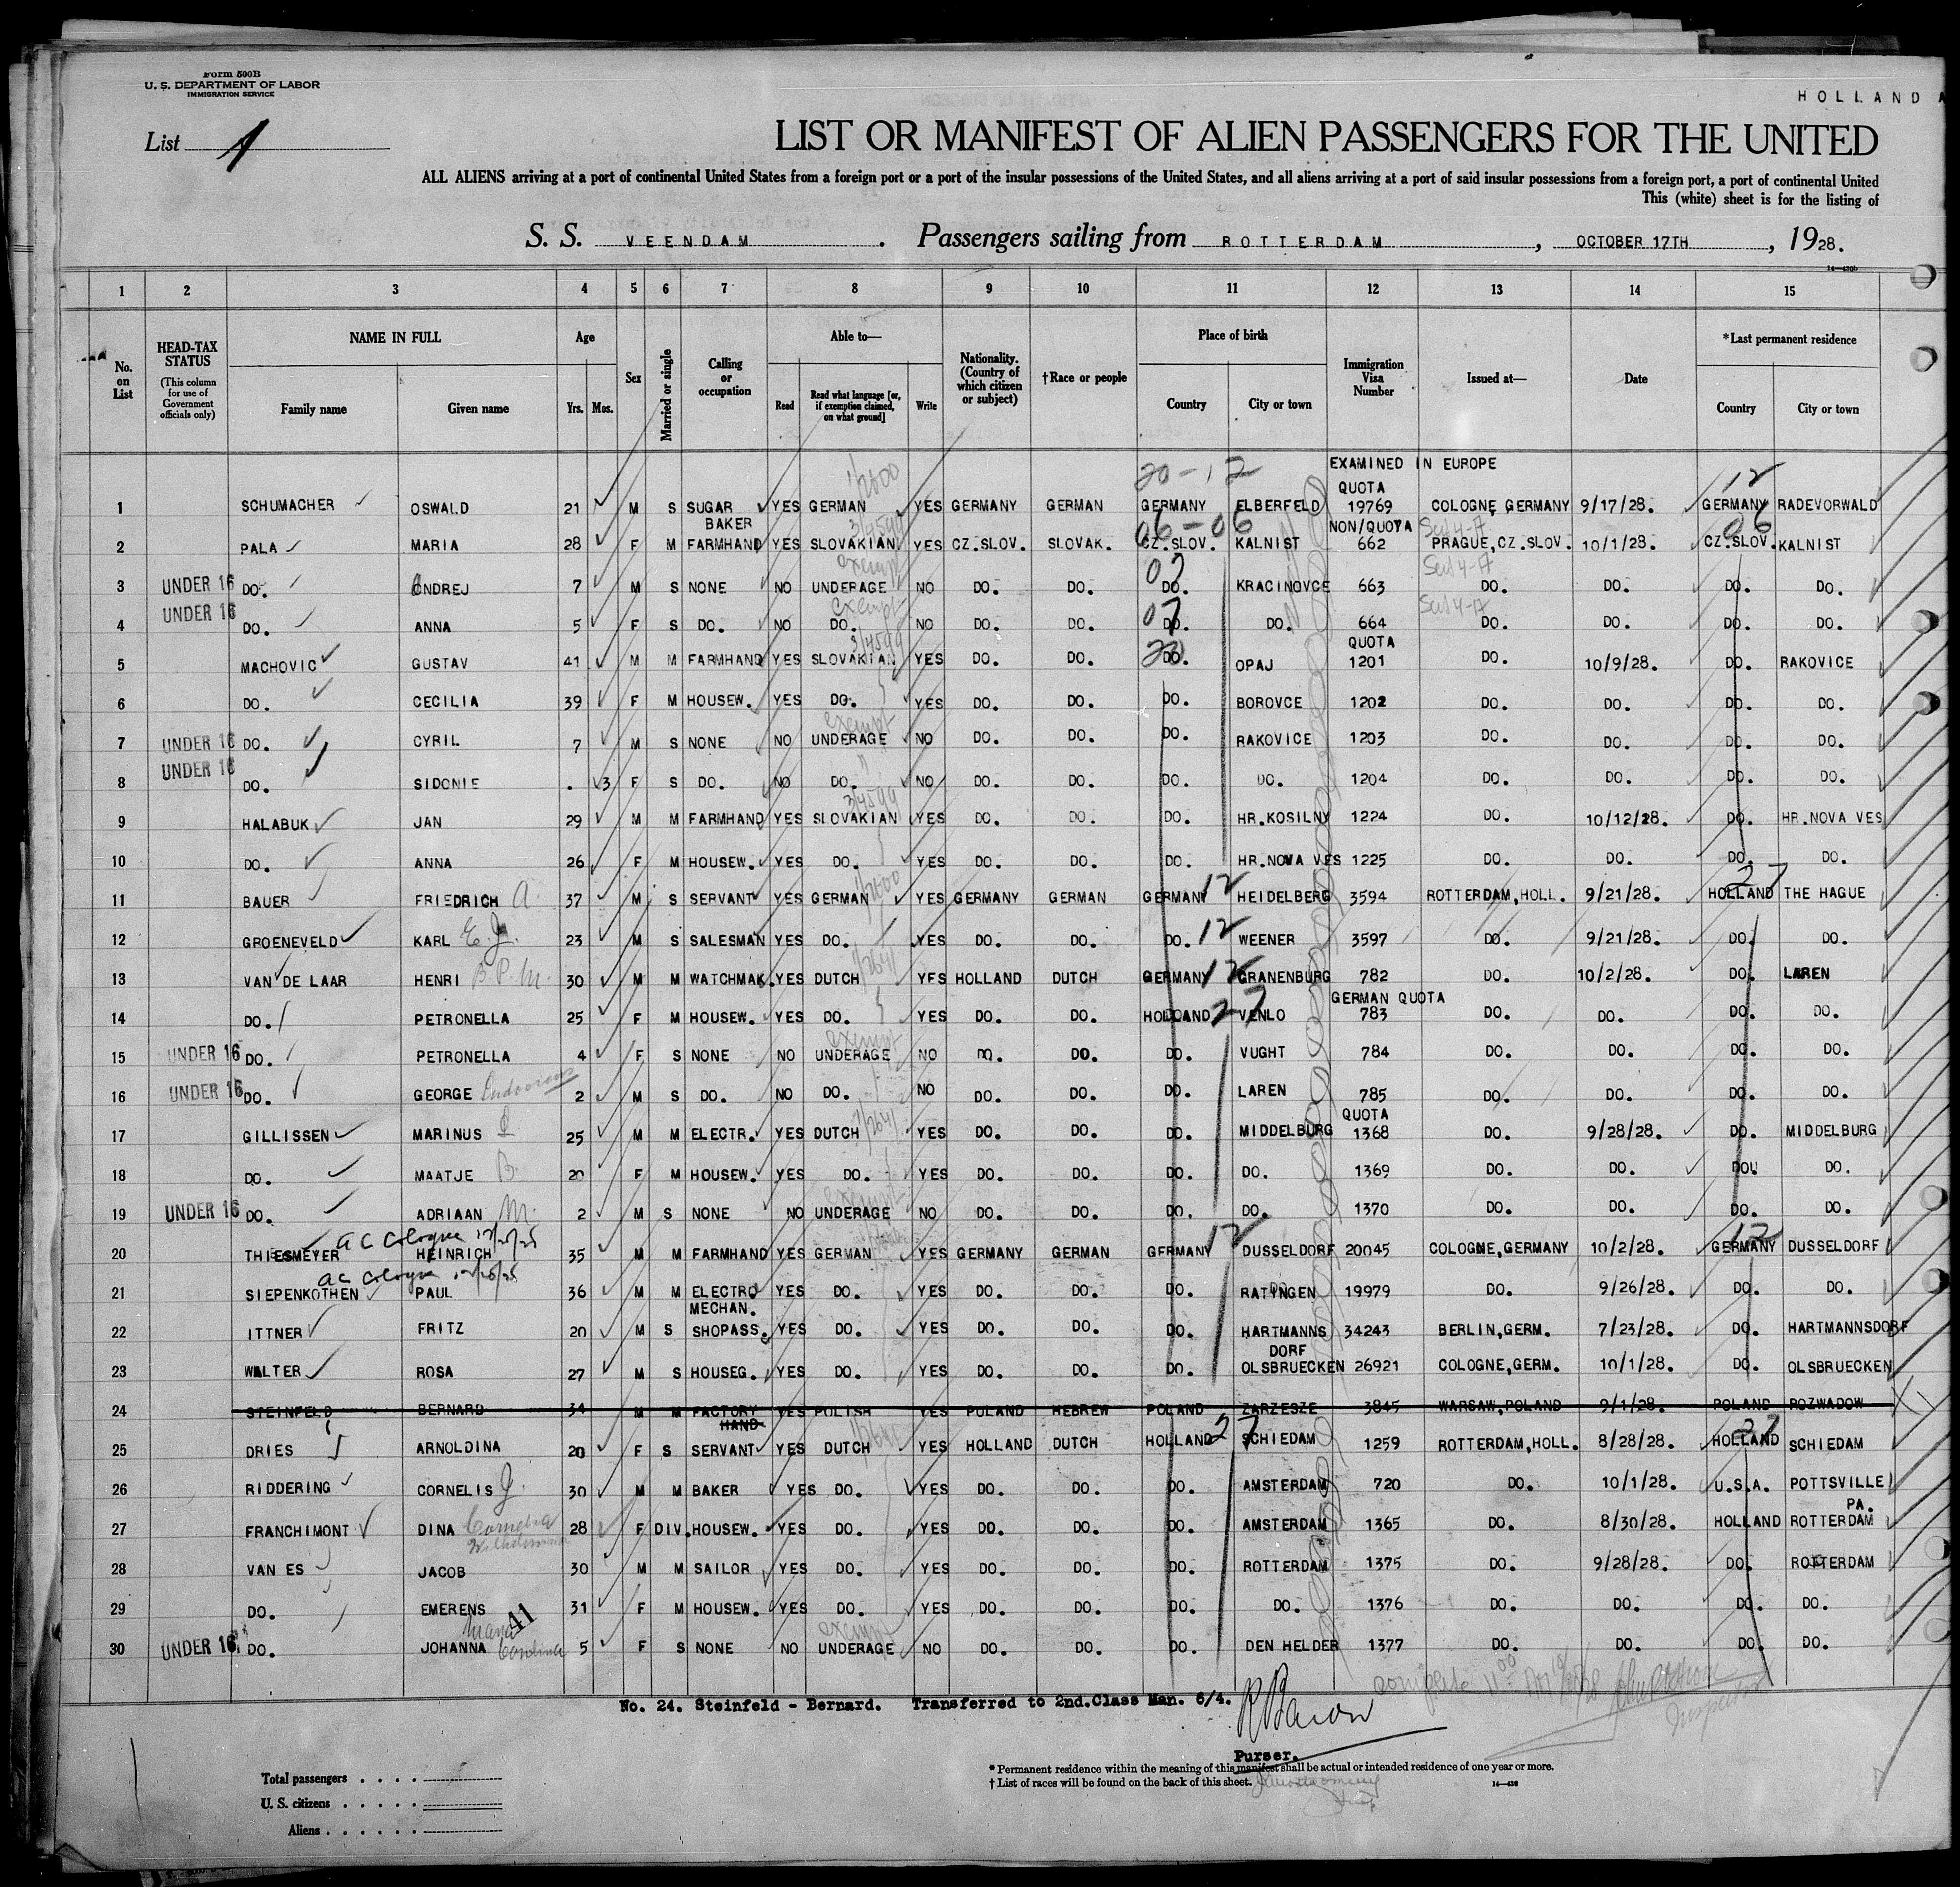 Form 500B
U. S. DEPARTMENT OF LABOR
IMMIGRATION SERVICE
HOLLAND A
List 1
LIST OR MANIFEST OF ALIEN PASSENGERS FOR THE UNITED
ALL ALIENS arriving at a port of continental United States from a foreign port or a port of the insular possessions of the United States, and all aliens arriving at a port of said insular possessions from a foreign port, a port of continental United
This (white) sheet is for the listing of
S. S. VEENDAM . Passengers sailing from ROTTERDAM , OCTOBER 17TH , 1928.
1 2 3 4 5 6 7 8 9 10 11 12 13 14 15
No. on List HEAD-TAX STATUS (This column for use of Government officials only) NAME IN FULL Family name Given name Age Yrs. Mos. Sex Married or single Calling or occupation Able to— Read Read what language [or, if exemption claimed, on what ground] Write Nationality. (Country of which citizen or subject) †Race or people Place of birth Country City or town Immigration Visa Number Issued at— Date *Last permanent residence Country City or town
20-12 EXAMINED IN EUROPE 12
QUOTA
1 SCHUMACHER OSWALD 21 M S SUGAR BAKER YES GERMAN YES GERMANY GERMAN GERMANY ELBERFELD 19769 COLOGNE GERMANY 9/17/28. GERMANY RADEVORWALD
06-06 NON/QUOTA 06
2 PALA MARIA 28 F M FARMHAND YES SLOVAKIAN YES CZ.SLOV. SLOVAK. CZ.SLOV. KALNIST 662 PRAGUE,CZ.SLOV. 10/1/28. CZ.SLOV. KALNIST
3 UNDER 16 DO. ONDREJ 7 M S NONE NO UNDERAGE exempt NO DO. DO. DO. 07 KRACINOVCE 663 DO. DO. DO. DO.
4 UNDER 16 DO. ANNA 5 F S DO. NO DO. exempt NO DO. DO. DO. 07 DO. 664 DO. DO. DO. DO.
QUOTA
5 MACHOVIC GUSTAV 41 M M FARMHAND YES SLOVAKIAN YES DO. DO. DO. 20 OPAJ 1201 DO. 10/9/28. DO. RAKOVICE
6 DO. CECILIA 39 F M HOUSEW. YES DO. YES DO. DO. DO. BOROVCE 1202 DO. DO. DO. DO.
7 UNDER 16 DO. CYRIL 7 M S NONE NO UNDERAGE exempt NO DO. DO. DO. RAKOVICE 1203 DO. DO. DO. DO.
8 UNDER 16 DO. SIDONIE . 3 F S DO. NO DO. NO DO. DO. DO. DO. 1204 DO. DO. DO. DO.
9 HALABUK JAN 29 M M FARMHAND YES SLOVAKIAN YES DO. DO. DO. HR.KOSILNY 1224 DO. 10/12/28. DO. HR.NOVA VES
10 DO. ANNA 26 F M HOUSEW. YES DO. YES DO. DO. DO. HR.NOVA VES 1225 DO. DO. DO. DO.
11 BAUER FRIEDRICH A. 37 M S SERVANT YES GERMAN YES GERMANY GERMAN GERMANY 12 HEIDELBERG 3594 ROTTERDAM,HOLL. 9/21/28. HOLLAND 27 THE HAGUE
12 GROENEVELD KARL E.J. 23 M S SALESMAN YES DO. YES DO. DO. DO. 12 WEENER 3597 DO. 9/21/28. DO. DO.
13 VAN DE LAAR HENRI B.P.M. 30 M M WATCHMAK. YES DUTCH YES HOLLAND DUTCH GERMANY 12 CRANENBURG 782 DO. 10/2/28. DO. LAREN
GERMAN QUOTA
14 DO. PETRONELLA 25 F M HOUSEW. YES DO. YES DO. DO. HOLLAND 27 VENLO 783 DO. DO. DO. DO.
15 UNDER 16 DO. PETRONELLA 4 F S NONE NO UNDERAGE exempt NO DO. DO. DO. VUGHT 784 DO. DO. DO. DO.
16 UNDER 16 DO. GEORGE 2 M S DO. NO DO. NO DO. DO. DO. LAREN 785 DO. DO. DO. DO.
QUOTA
17 GILLISSEN MARINUS 25 M M ELECTR. YES DUTCH YES DO. DO. DO. MIDDELBURG 1368 DO. 9/28/28. DO. MIDDELBURG
18 DO. MAATJE B. 20 F M HOUSEW. YES DO. YES DO. DO. DO. DO. 1369 DO. DO. DO. DO.
19 UNDER 16 DO. ADRIAAN M. 2 M S NONE NO UNDERAGE exempt NO DO. DO. DO. DO. 1370 DO. DO. DO. DO.
ac Cologne
20 THIESMEYER HEINRICH 35 M M FARMHAND YES GERMAN YES GERMANY GERMAN GERMANY 12 DUSSELDORF 20045 COLOGNE,GERMANY 10/2/28. GERMANY 12 DUSSELDORF
ac Cologne
21 SIEPENKOTHEN PAUL 36 M M ELECTRO MECHAN. YES DO. YES DO. DO. DO. RATINGEN 19979 DO. 9/26/28. DO. DO.
22 ITTNER FRITZ 20 M S SHOPASS. YES DO. YES DO. DO. DO. HARTMANNS DORF 34243 BERLIN,GERM. 7/23/28. DO. HARTMANNSDORF
23 WALTER ROSA 27 M S HOUSEG. YES DO. YES DO. DO. DO. OLSBRUECKEN 26921 COLOGNE,GERM. 10/1/28. DO. OLSBRUECKEN
24 STEINFELD BERNARD 34 M M FACTORY HAND YES POLISH YES POLAND HEBREW POLAND ZARZESZE 3845 WARSAW,POLAND 9/1/28. POLAND ROZWADOW
25 DRIES ARNOLDINA 20 F S SERVANT YES DUTCH YES HOLLAND DUTCH HOLLAND 27 SCHIEDAM 1259 ROTTERDAM,HOLL. 8/28/28. HOLLAND 27 SCHIEDAM
26 RIDDERING CORNELIS J. 30 M M BAKER YES DO. YES DO. DO. DO. AMSTERDAM 720 DO. 10/1/28. U.S.A. POTTSVILLE PA.
27 FRANCHIMONT DINA Cornelia Wilhelmina 28 F DIV. HOUSEW. YES DO. YES DO. DO. DO. AMSTERDAM 1365 DO. 8/30/28. HOLLAND ROTTERDAM
28 VAN ES JACOB 30 M M SAILOR YES DO. YES DO. DO. DO. ROTTERDAM 1375 DO. 9/28/28. DO. ROTTERDAM
29 DO. EMERENS 31 F M HOUSEW. YES DO. YES DO. DO. DO. DO. 1376 DO. DO. DO. DO.
Maria 41
30 UNDER 16 DO. JOHANNA 5 F S NONE NO UNDERAGE exempt NO DO. DO. DO. DEN HELDER 1377 DO. DO. DO. DO.
No. 24. Steinfeld - Bernard. Transferred to 2nd.Class Man. 6/4.
complete
Inspector
Purser.
Total passengers . . . .
U. S. citizens . . . . .
Aliens . . . . . .
* Permanent residence within the meaning of this manifest shall be actual or intended residence of one year or more.
† List of races will be found on the back of this sheet.